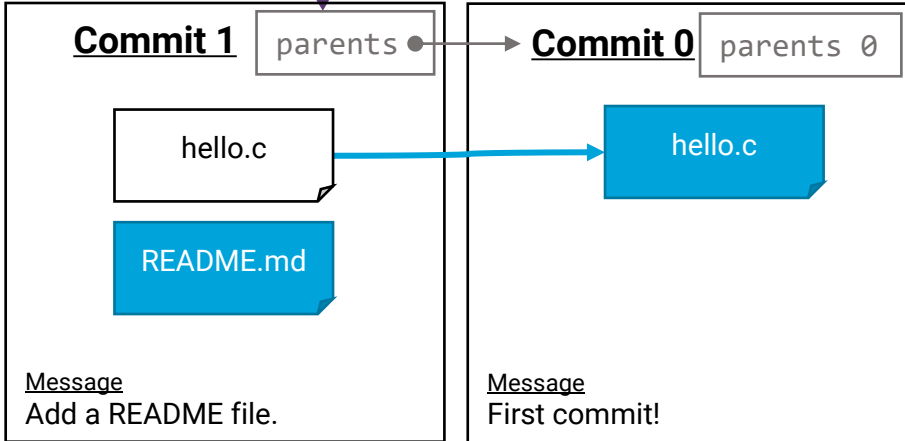 Commit 1
parents
hello.c
README.md
Message
Add a README file.
Commit 0
parents 0
hello.c
Message
First commit!